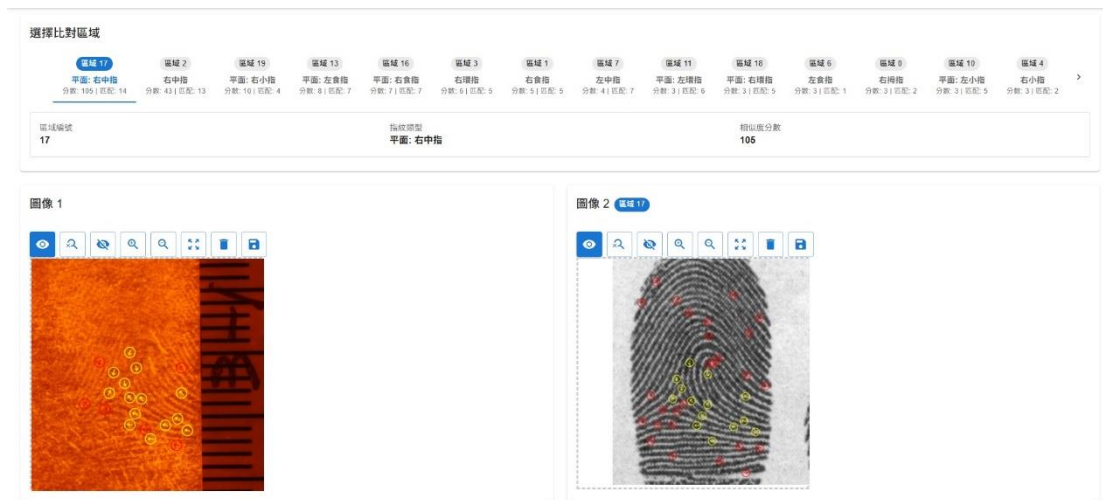 選擇比對區域
區域 17
區域 2
區域 19
區域 13
區域 16
區域 3
區域 1
區域 7
區域 11
區域 18
區域 6
區域 0
區域 10
區域 4
平面: 右中指
右中指
平面: 右小指
平面: 左食指
平面: 右食指
右環指
右食指
左中指
平面: 左環指
平面: 右環指
左食指
右拇指
平面: 左小指
右小指
分數: 105 | 匹配: 14
分數: 43 | 匹配: 13
分數: 10 | 匹配: 4
分數: 8 | 匹配: 7
分數: 7 | 匹配: 7
分數: 6 | 匹配: 5
分數: 5 | 匹配: 5
分數: 4 | 匹配: 7
分數: 3 | 匹配: 6
分數: 3 | 匹配: 5
分數: 3 | 匹配: 1
分數: 3 | 匹配: 2
分數: 3 | 匹配: 5
分數: 3 | 匹配: 2
區域編號
指紋類型
相似度分數
17
平面: 右中指
105
圖像 1
圖像 2
區域 17